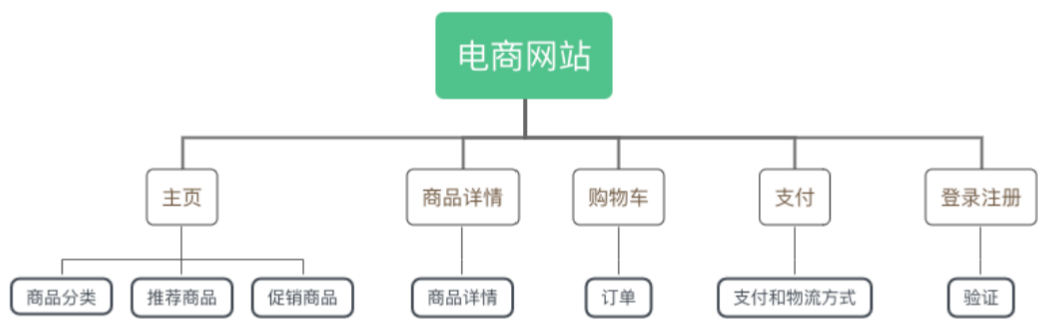 电商网站
主页
商品详情
购物车
支付
登录注册
商品分类
推荐商品
促销商品
商品详情
订单
支付和物流方式
验证